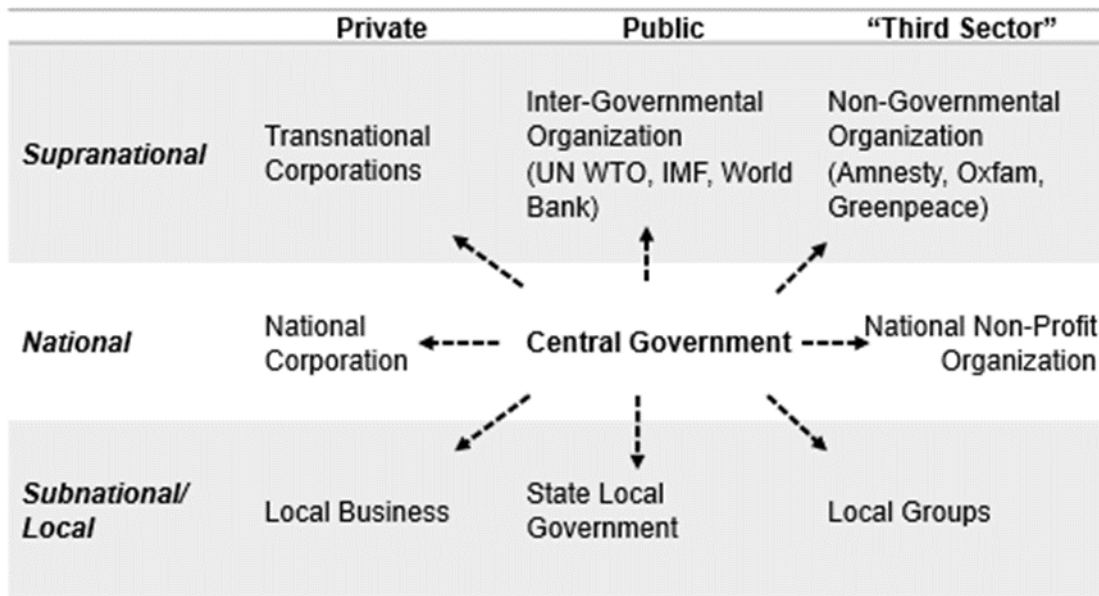 Private Public “Third Sector”
Supranational
Transnational
Corporations
Inter-Governmental
Organization
(UN WTO, IMF, World
Bank)
Non-Governmental
Organization
(Amnesty, Oxfam,
Greenpeace)
National
National
Corporation
Central Government
National Non-Profit
Organization
Subnational/
Local
Local Business
State Local
Government
Local Groups